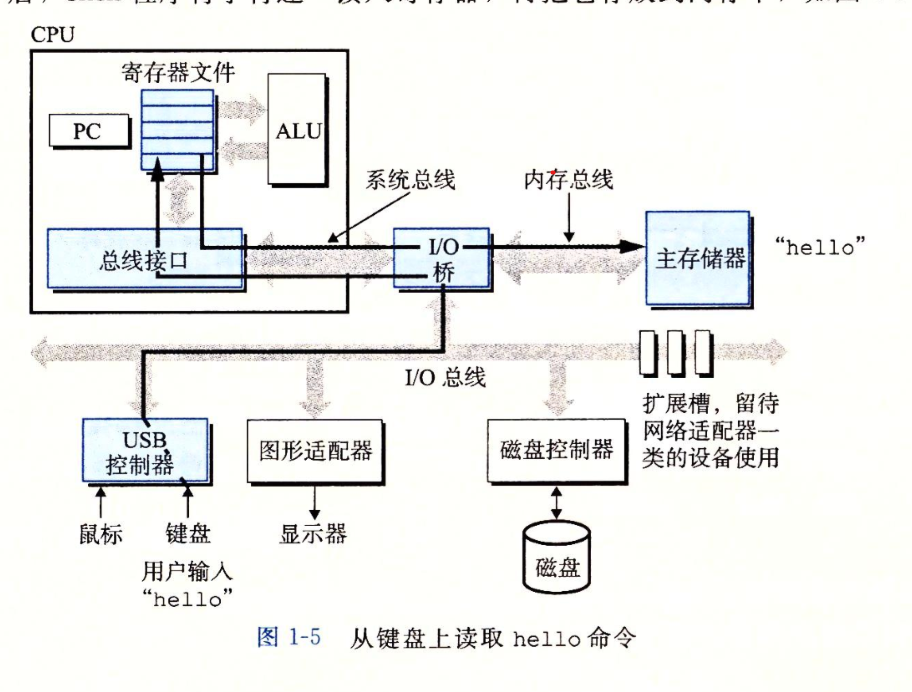 CPU
寄存器文件
PC
ALU
系统总线
内存总线
总线接口
I/O
桥
主存储器
“hello”
I/O 总线
扩展槽，留待
网络适配器一
类的设备使用
USB
控制器
图形适配器
磁盘控制器
鼠标
键盘
显示器
磁盘
用户输入
“hello”
图 1-5 从键盘上读取 hello 命令